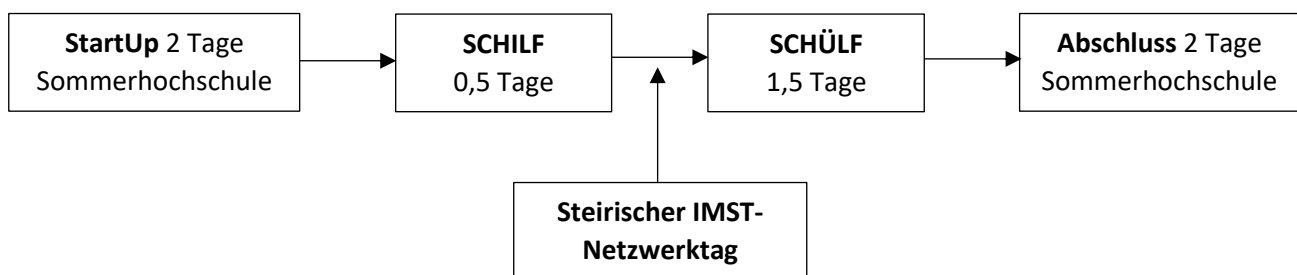 StartUp 2 Tage
Sommerhochschule
SCHILF
0,5 Tage
SCHÜLF
1,5 Tage
Abschluss 2 Tage
Sommerhochschule
Steirischer IMST-
Netzwerktag